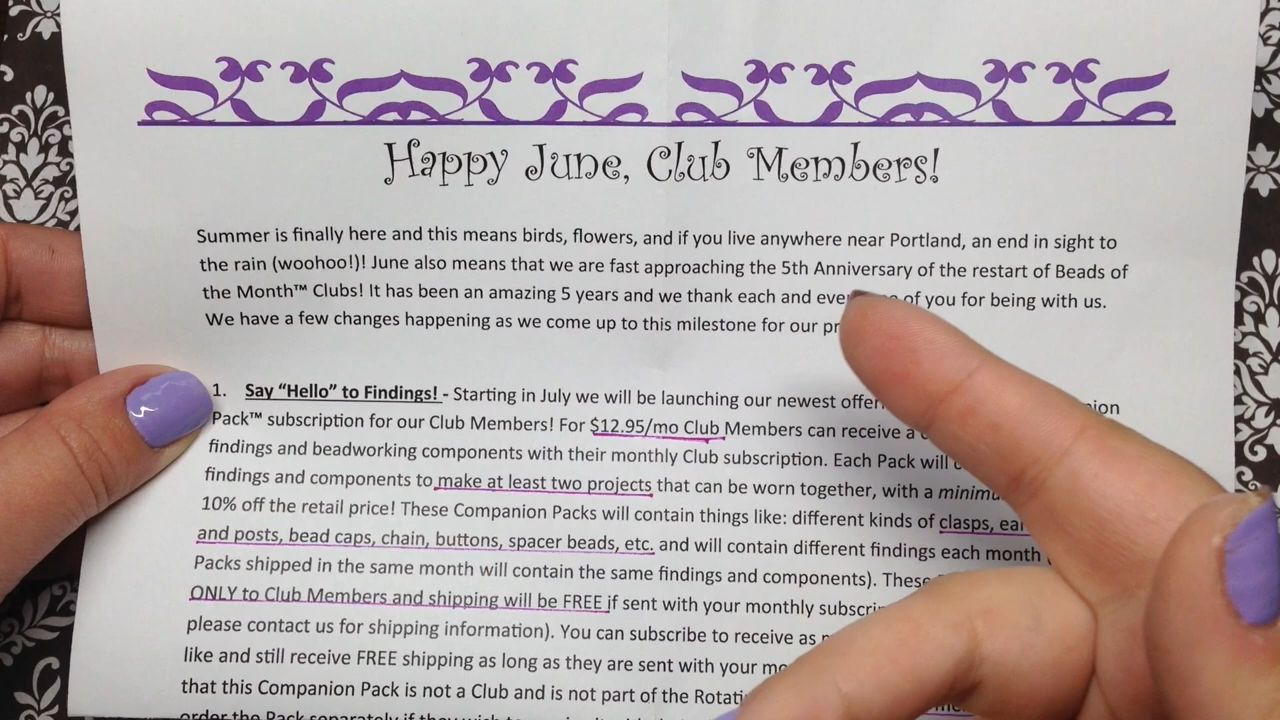 Happy June, Club Members!
Summer is finally here and this means birds, flowers, and if you live anywhere near Portland, an end in sight to
the rain (woohoo!)! June also means that we are fast approaching the 5th Anniversary of the restart of Beads of
the Month™ Clubs! It has been an amazing 5 years and we thank each and of you for being with us.
We have a few changes happening as we come up to this milestone for our
1. Say “Hello” to Findings! - Starting in July we will be launching our newest
Pack™ subscription for our Club Members! For $12.95/mo Club Members can receive a
findings and beadworking components with their monthly Club subscription. Each Pack will
findings and components to make at least two projects that can be worn together, with a
10% off the retail price! These Companion Packs will contain things like: different kinds of clasps,
and posts, bead caps, chain, buttons, spacer beads, etc. and will contain different findings each month
Packs shipped in the same month will contain the same findings and components). These
ONLY to Club Members and shipping will be FREE if sent with your monthly
please contact us for shipping information). You can subscribe to receive as
like and still receive FREE shipping as long as they are sent with your
that this Companion Pack is not a Club and is not part of the
order the Pack separately if they wish to